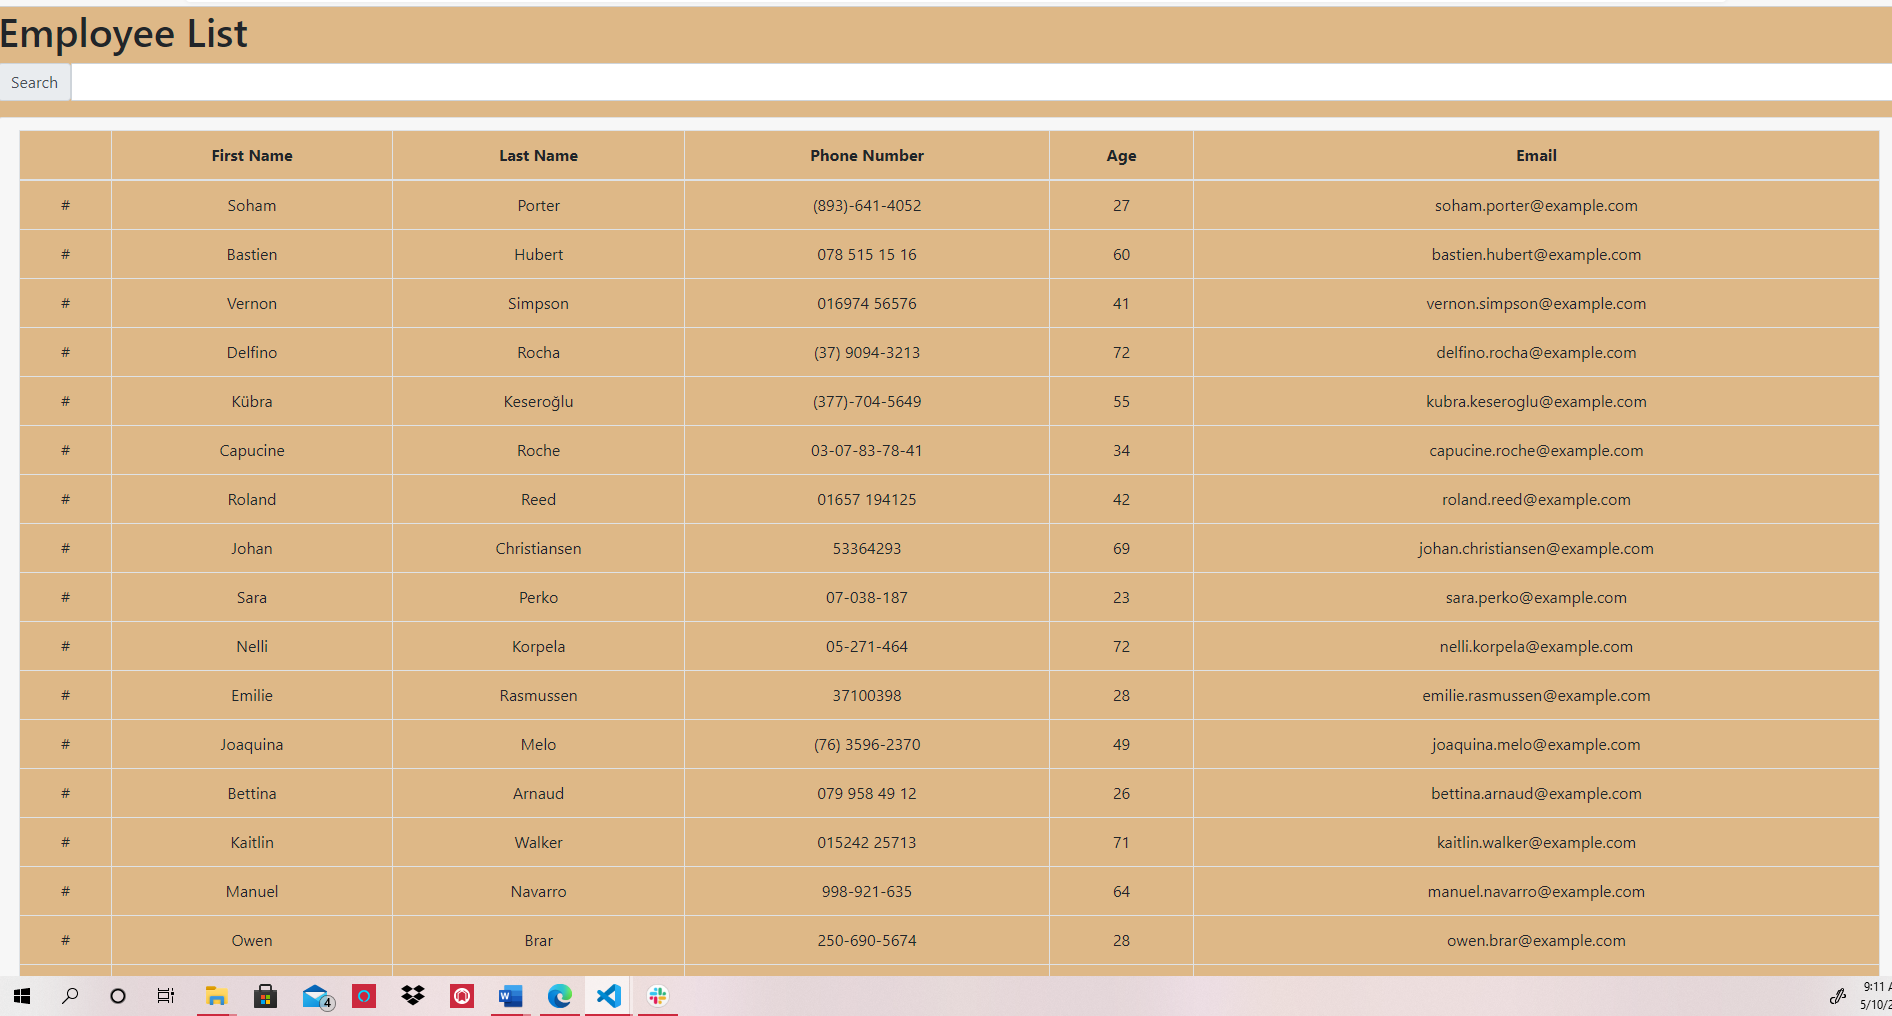 Employee List
Search
First Name Last Name Phone Number Age Email
# Soham Porter (893)-641-4052 27 soham.porter@example.com
# Bastien Hubert 078 515 15 16 60 bastien.hubert@example.com
# Vernon Simpson 016974 56576 41 vernon.simpson@example.com
# Delfino Rocha (37) 9094-3213 72 delfino.rocha@example.com
# Kübra Keseroğlu (377)-704-5649 55 kubra.keseroglu@example.com
# Capucine Roche 03-07-83-78-41 34 capucine.roche@example.com
# Roland Reed 01657 194125 42 roland.reed@example.com
# Johan Christiansen 53364293 69 johan.christiansen@example.com
# Sara Perko 07-038-187 23 sara.perko@example.com
# Nelli Korpela 05-271-464 72 nelli.korpela@example.com
# Emilie Rasmussen 37100398 28 emilie.rasmussen@example.com
# Joaquina Melo (76) 3596-2370 49 joaquina.melo@example.com
# Bettina Arnaud 079 958 49 12 26 bettina.arnaud@example.com
# Kaitlin Walker 015242 25713 71 kaitlin.walker@example.com
# Manuel Navarro 998-921-635 64 manuel.navarro@example.com
# Owen Brar 250-690-5674 28 owen.brar@example.com
4
W
9:11
5/10/2